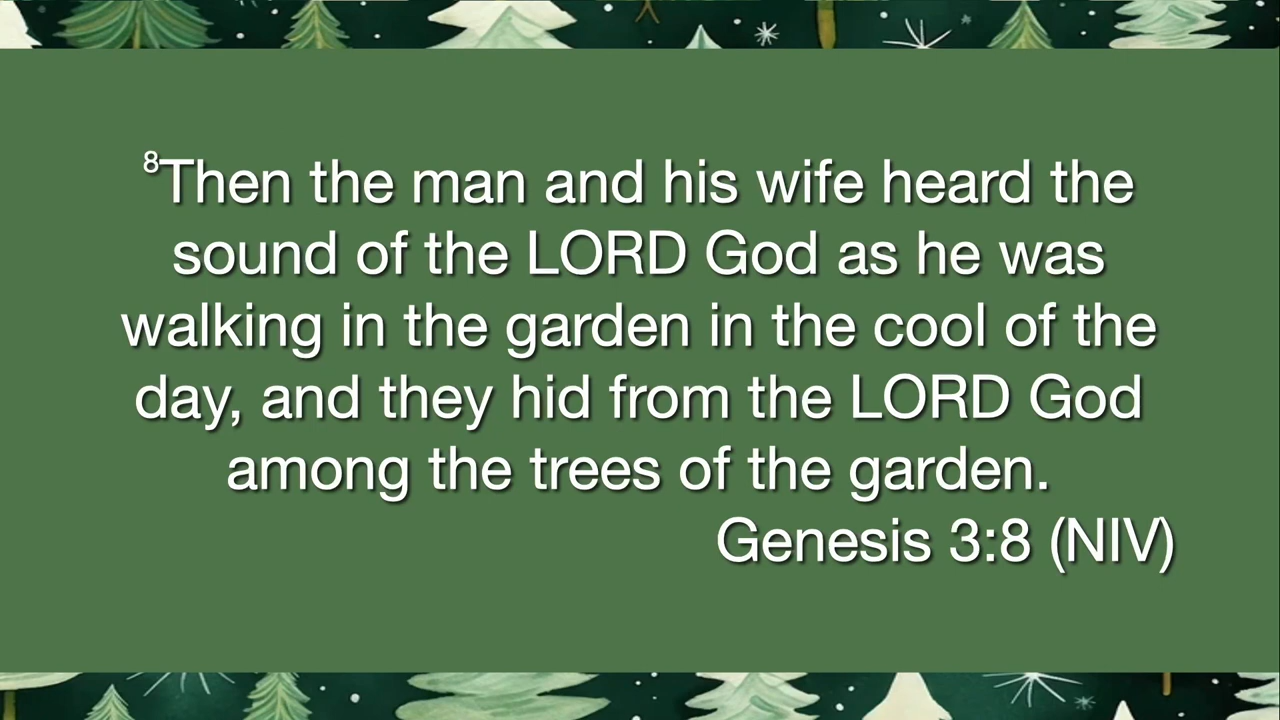 ⁸Then the man and his wife heard the
sound of the LORD God as he was
walking in the garden in the cool of the
day, and they hid from the LORD God
among the trees of the garden.
Genesis 3:8 (NIV)